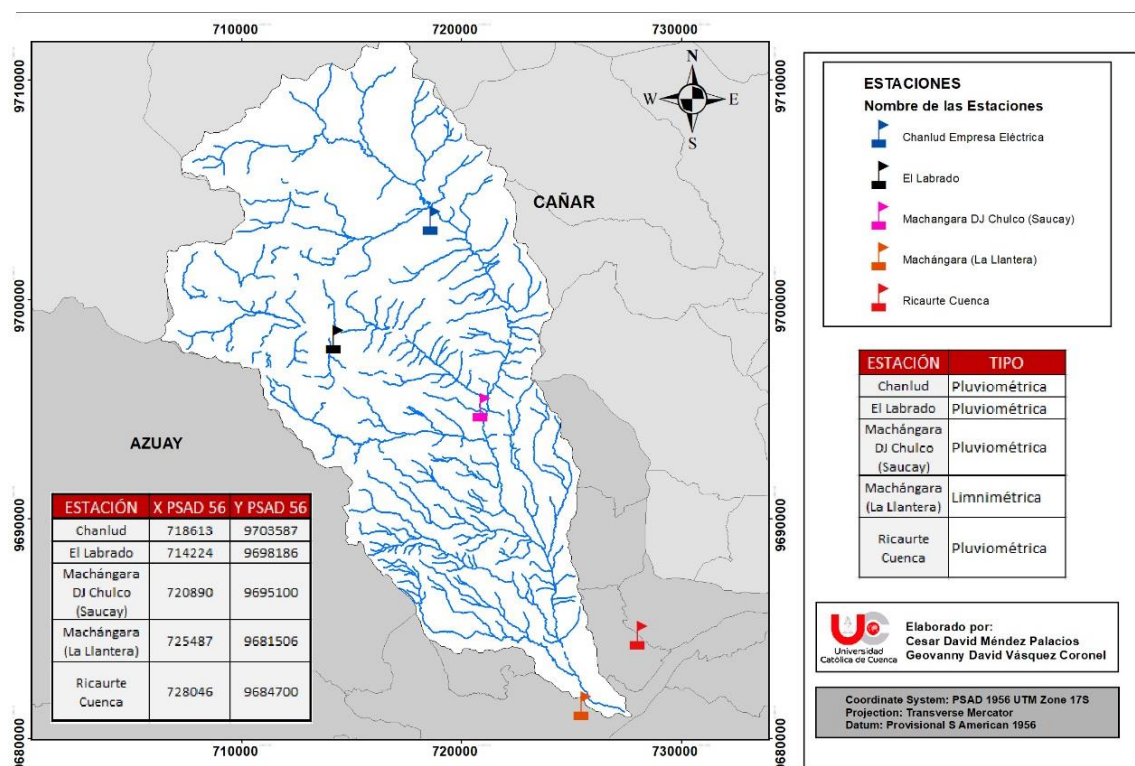 710000
720000
730000
9710000
9710000
N
W
E
S
CAÑAR
9700000
9700000
AZUAY
9690000
9690000
9680000
9680000
ESTACIÓN X PSAD 56 Y PSAD 56
Chanlud 718613 9703587
El Labrado 714224 9698186
Machángara
DJ Chulco 720890 9695100
(Saucay)
Machángara 725487 9681506
(La Llantera)
Ricaurte 728046 9684700
Cuenca
710000
720000
730000
ESTACIONES
Nombre de las Estaciones
Chanlud Empresa Eléctrica
El Labrado
Machangara DJ Chulco (Saucay)
Machángara (La Llantera)
Ricaurte Cuenca
ESTACIÓN TIPO
Chanlud Pluviométrica
El Labrado Pluviométrica
Machángara
DJ Chulco Pluviométrica
(Saucay)
Machángara Limnimétrica
(La Llantera)
Ricaurte Pluviométrica
Cuenca
UC
Universidad
Católica de Cuenca
Elaborado por:
Cesar David Méndez Palacios
Geovanny David Vásquez Coronel
Coordinate System: PSAD 1956 UTM Zone 17S
Projection: Transverse Mercator
Datum: Provisional S American 1956